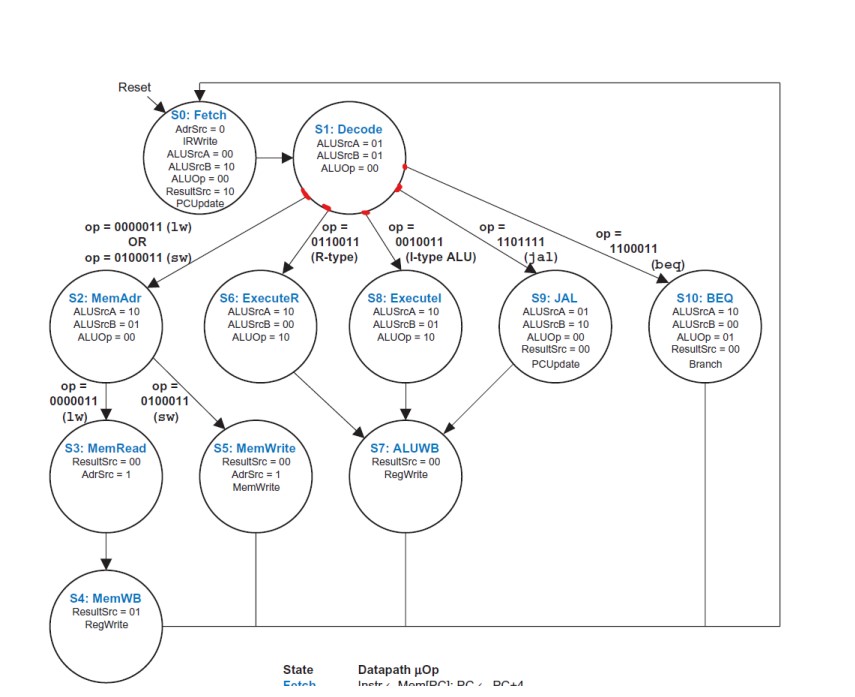 Reset
S0: Fetch
AdrSrc = 0
IRWrite
ALUSrcA = 00
ALUSrcB = 10
ALUOp = 00
ResultSrc = 10
PCUpdate
S1: Decode
ALUSrcA = 01
ALUSrcB = 01
ALUOp = 00
op = 0000011 (lw)
OR
op = 0100011 (sw)
op =
0110011
(R-type)
op =
0010011
(I-type ALU)
op =
1101111
(jal)
op =
1100011
(beq)
S2: MemAdr
ALUSrcA = 10
ALUSrcB = 01
ALUOp = 00
S6: ExecuteR
ALUSrcA = 10
ALUSrcB = 00
ALUOp = 10
S8: ExecuteI
ALUSrcA = 10
ALUSrcB = 01
ALUOp = 10
S9: JAL
ALUSrcA = 01
ALUSrcB = 10
ALUOp = 00
ResultSrc = 00
PCUpdate
S10: BEQ
ALUSrcA = 10
ALUSrcB = 00
ALUOp = 01
ResultSrc = 00
Branch
op =
0000011
(lw)
op =
0100011
(sw)
S3: MemRead
ResultSrc = 00
AdrSrc = 1
S5: MemWrite
ResultSrc = 00
AdrSrc = 1
MemWrite
S7: ALUWB
ResultSrc = 00
RegWrite
S4: MemWB
ResultSrc = 01
RegWrite
State Datapath µOp
Fetch Instr ← Mem[PC]; PC ← PC+4